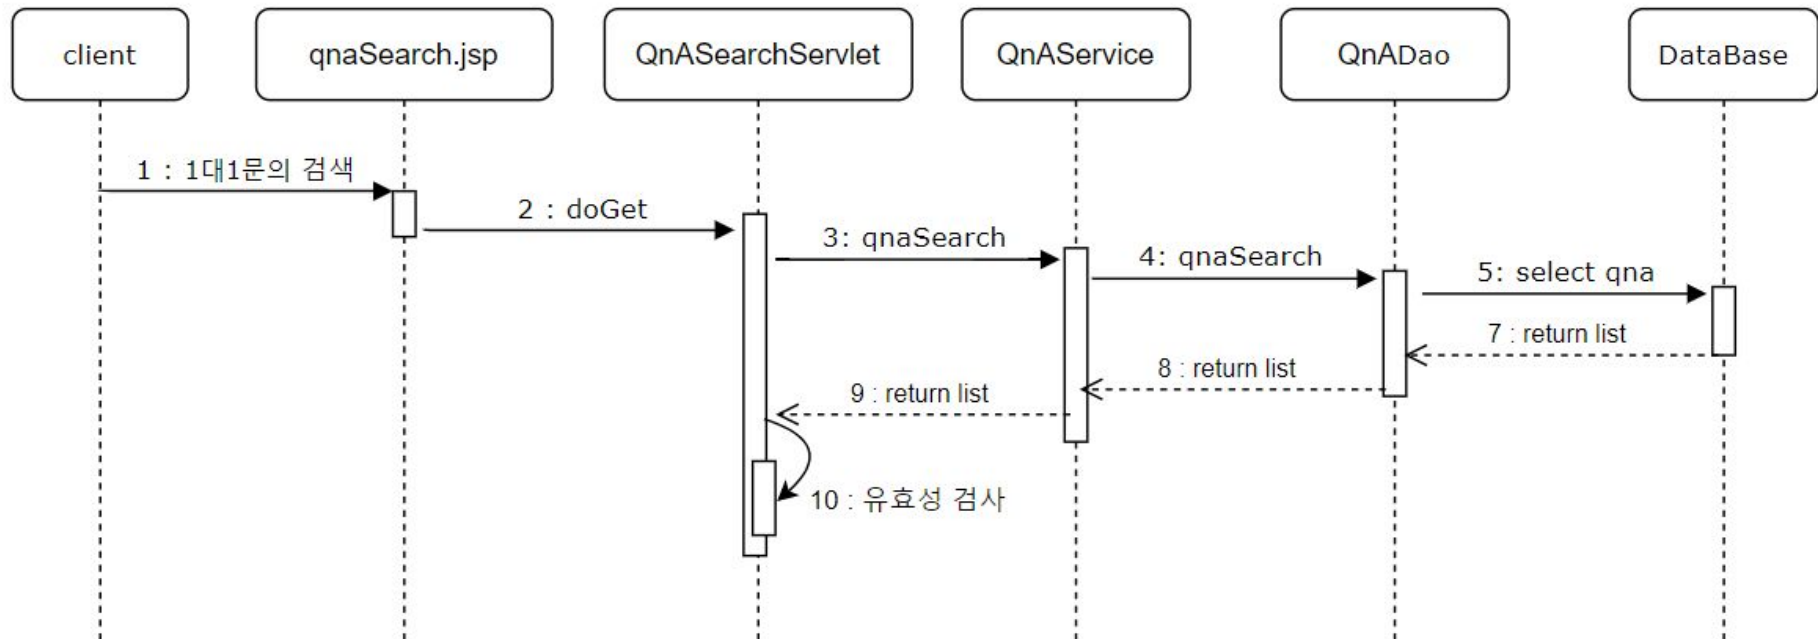 client
qnaSearch.jsp
QnASearchServlet
QnAService
QnADao
DataBase
1 : 1대1문의 검색
2 : doGet
3: qnaSearch
4: qnaSearch
5: select qna
7 : return list
8 : return list
9 : return list
10 : 유효성 검사